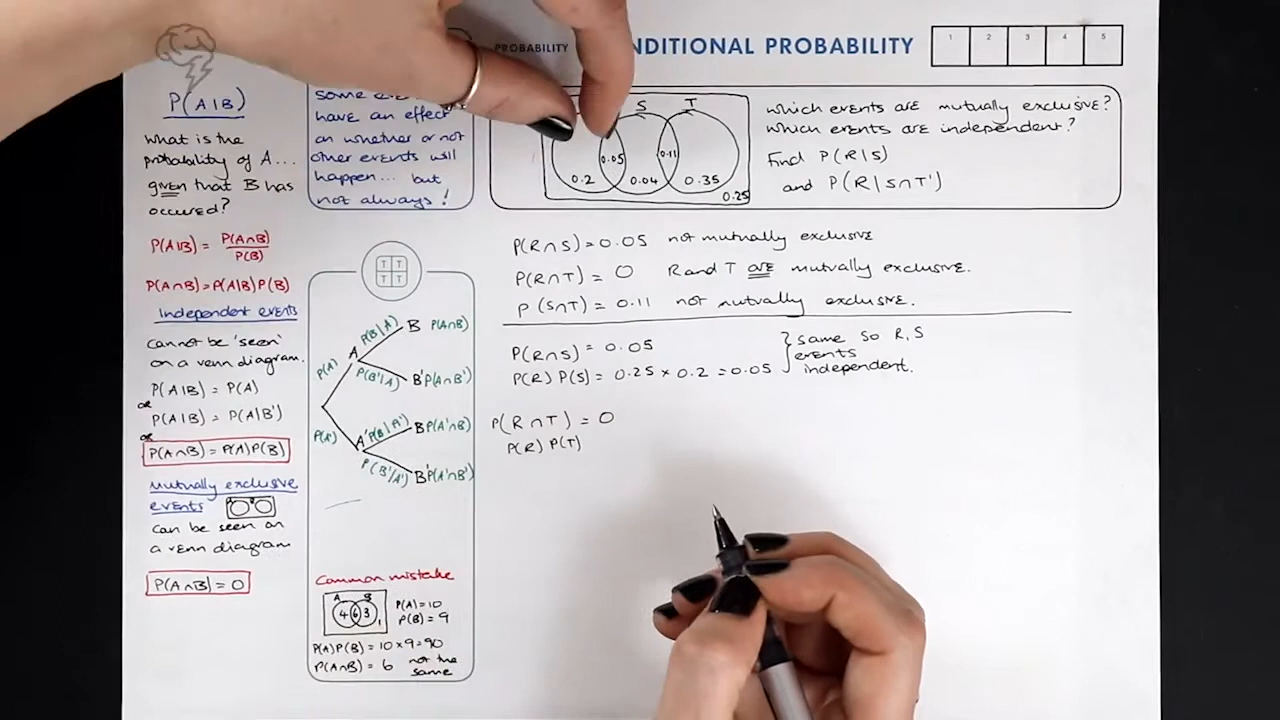 PROBABILITY
NDITIONAL PROBABILITY
1 2 3 4 5
P(A|B)
What is the
probability of A...
given that B has
occured?
P(A|B) = P(A∩B)
P(B)
P(A∩B)=P(A|B)P(B)
Independent events
cannot be 'seen'
on a venn diagram.
P(A|B) = P(A)
or
P(A|B) = P(A|B')
or
P(A∩B)=P(A)P(B)
Mutually exclusive
events
can be seen on
a venn diagram
P(A∩B)=0
have an effect
on whether or not
other events will
happen... but
not always!
T T
T T
P(A)
A
P(B|A)
B P(A∩B)
P(B'|A)
B' P(A∩B')
P(A')
A'
P(B|A')
B P(A'∩B)
P(B'|A')
B' P(A'∩B')
Common mistake
A B
4 6 3
1
P(A)=10
P(B)=9
P(A)P(B)=10×9=90
P(A∩B)= 6 not the
same
S T
0.05 0.11
0.2 0.04 0.35
0.25
which events are mutually exclusive?
which events are independent?
Find P(R|S)
and P(R|S∩T')
P(R∩S)=0.05 not mutually exclusive
P(R∩T)= 0 R and T are mutually exclusive.
P(S∩T)= 0.11 not mutually exclusive.
P(R∩S)= 0.05
P(R) P(S)= 0.25 × 0.2 = 0.05
same so R, S
events
independent.
P(R∩T)=0
P(R) P(T)